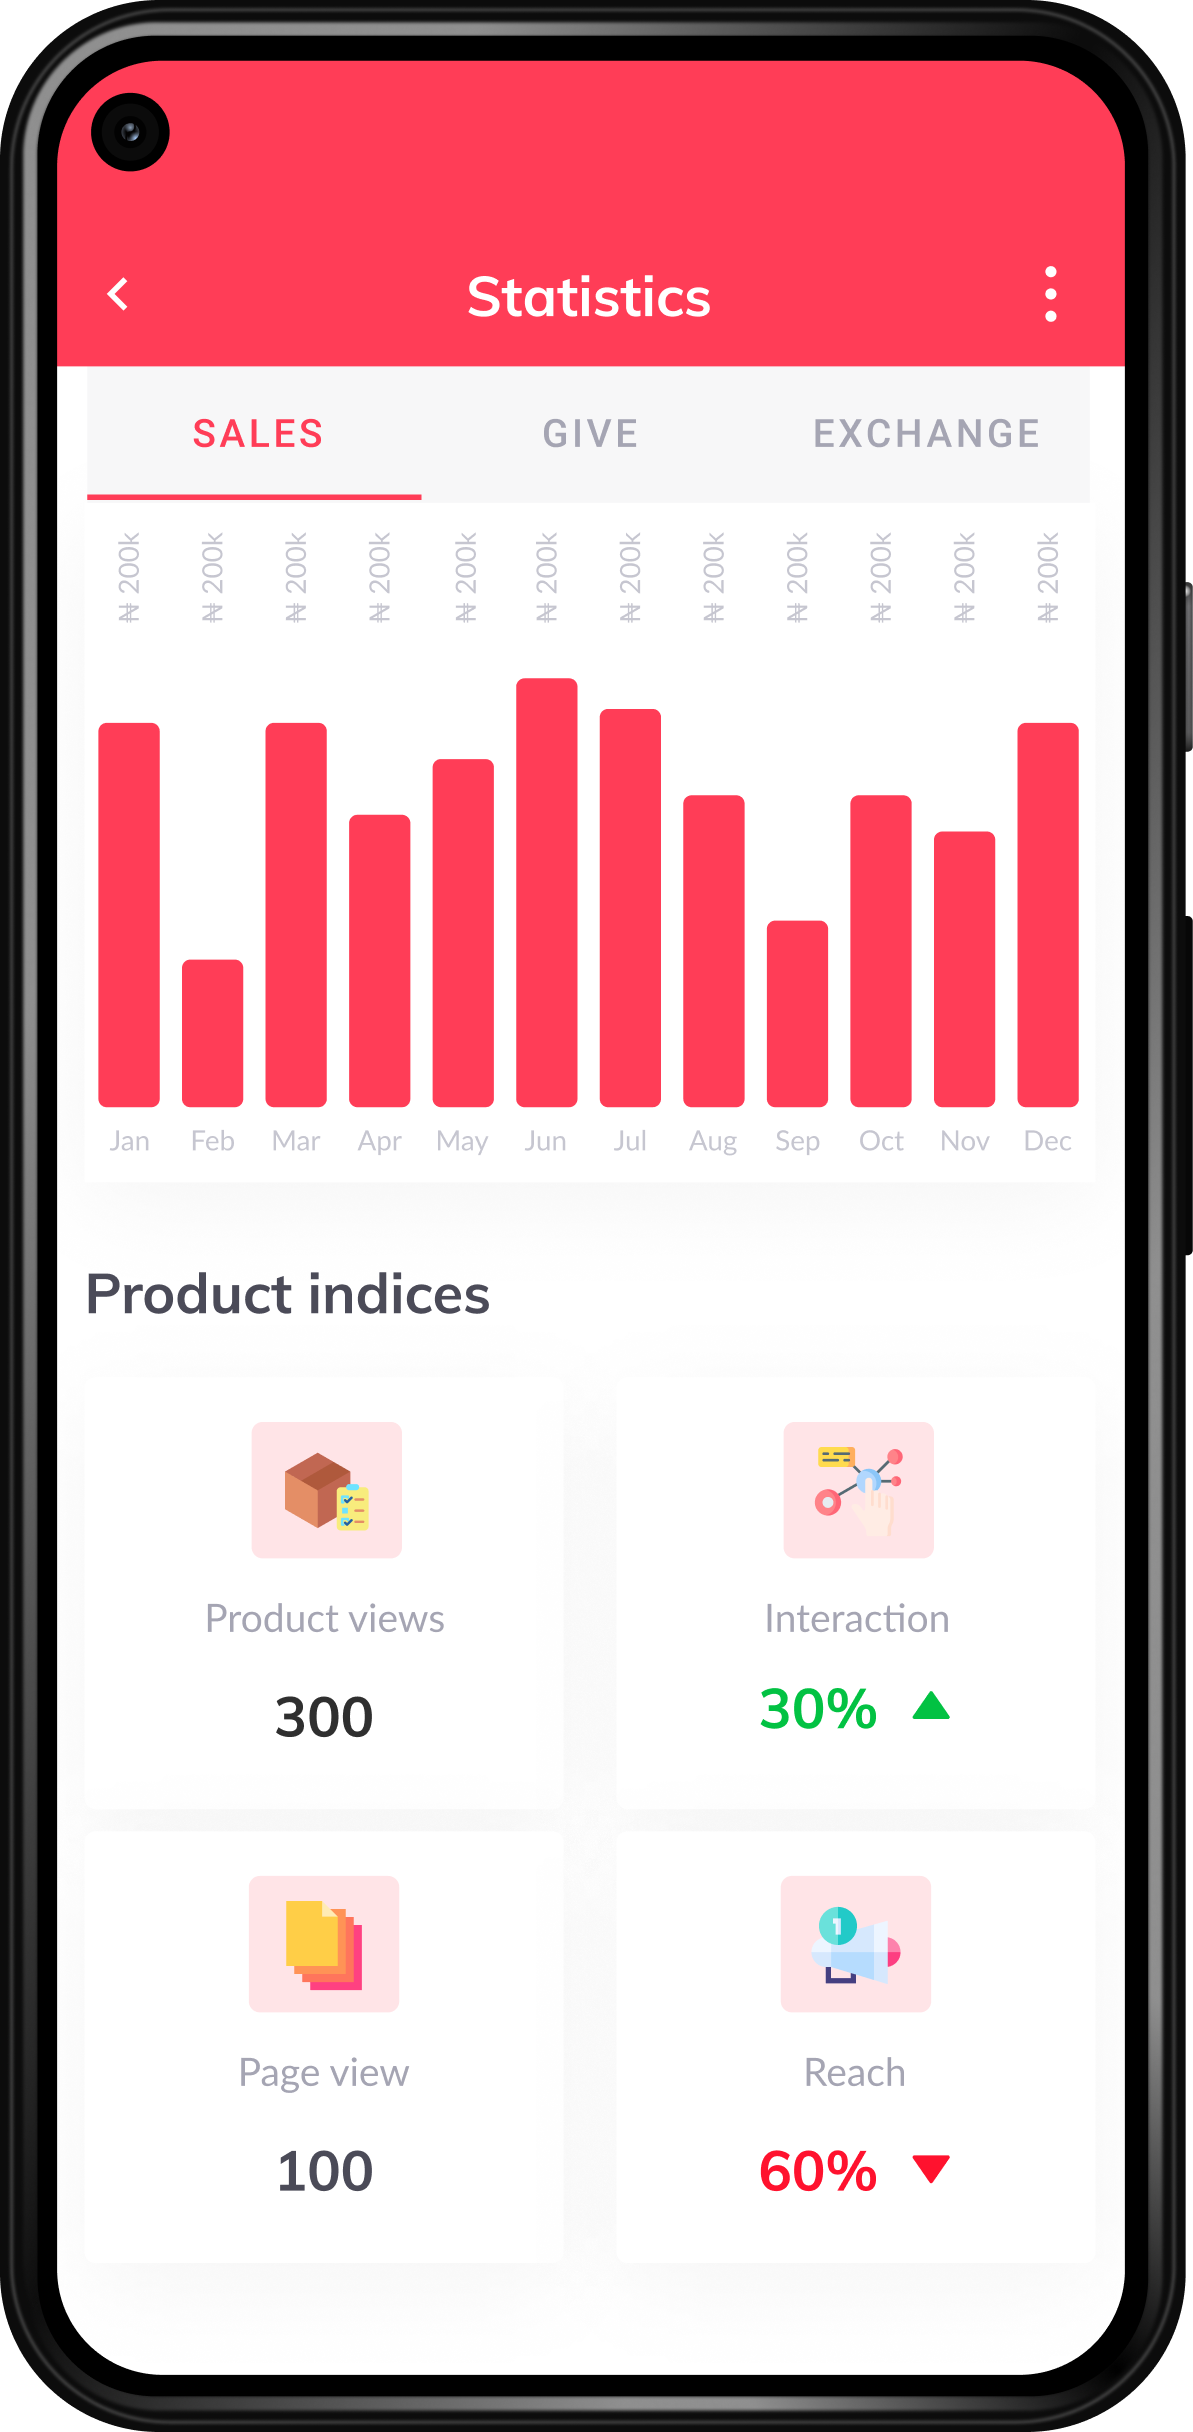 Statistics
SALES GIVE EXCHANGE
₦ 200k ₦ 200k ₦ 200k ₦ 200k ₦ 200k ₦ 200k ₦ 200k ₦ 200k ₦ 200k ₦ 200k ₦ 200k ₦ 200k
Jan Feb Mar Apr May Jun Jul Aug Sep Oct Nov Dec
Product indices
Product views
300
Interaction
30%
Page view
100
1
Reach
60%